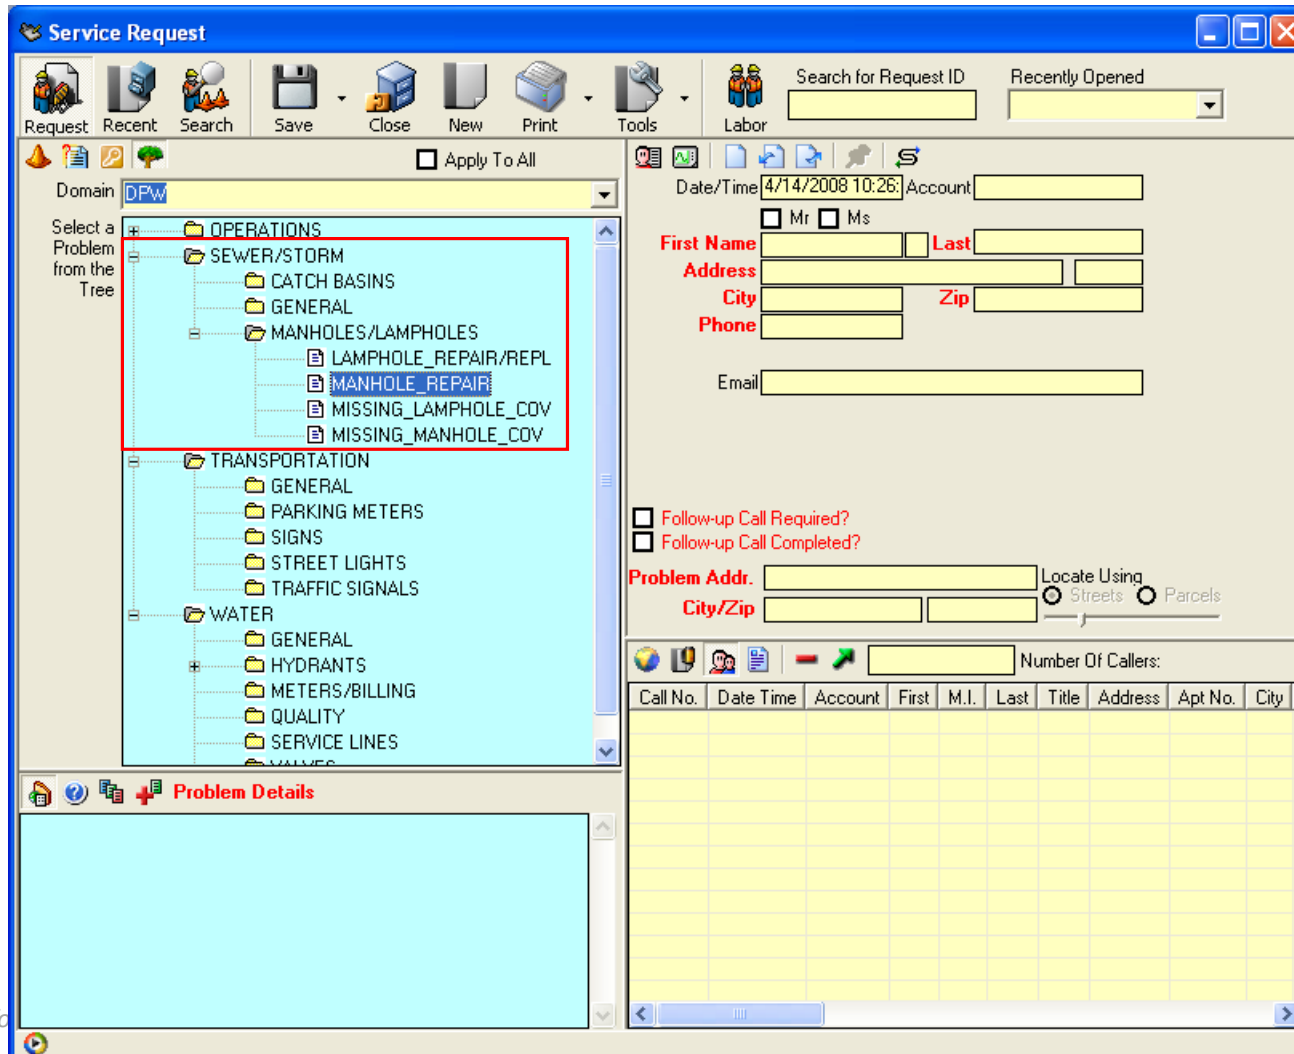 Service Request
Request Recent Search Save Close New Print Tools Labor
Search for Request ID
Recently Opened
Apply To All
Domain DPW
Select a
Problem
from the
Tree
OPERATIONS
SEWER/STORM
CATCH BASINS
GENERAL
MANHOLES/LAMPHOLES
LAMPHOLE_REPAIR/REPL
MANHOLE_REPAIR
MISSING_LAMPHOLE_COV
MISSING_MANHOLE_COV
TRANSPORTATION
GENERAL
PARKING METERS
SIGNS
STREET LIGHTS
TRAFFIC SIGNALS
WATER
GENERAL
HYDRANTS
METERS/BILLING
QUALITY
SERVICE LINES
VALVES
Problem Details
Date/Time 4/14/2008 10:26: Account
Mr Ms
First Name Last
Address
City Zip
Phone
Email
Follow-up Call Required?
Follow-up Call Completed?
Problem Addr. Locate Using
Streets Parcels
City/Zip
Number Of Callers:
Call No. Date Time Account First M.I. Last Title Address Apt No. City